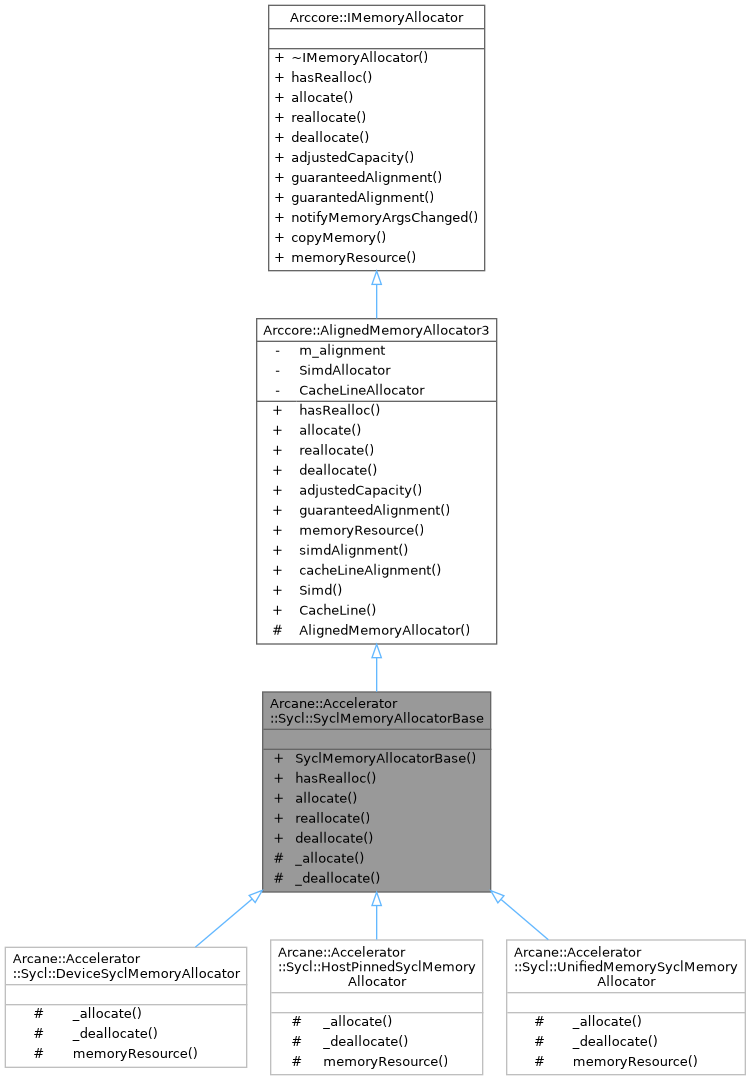 Arccore::IMemoryAllocator
+ ~IMemoryAllocator()
+ hasRealloc()
+ allocate()
+ reallocate()
+ deallocate()
+ adjustedCapacity()
+ guaranteedAlignment()
+ guarantedAlignment()
+ notifyMemoryArgsChanged()
+ copyMemory()
+ memoryResource()
Arccore::AlignedMemoryAllocator3
- m_alignment
- SimdAllocator
- CacheLineAllocator
+ hasRealloc()
+ allocate()
+ reallocate()
+ deallocate()
+ adjustedCapacity()
+ guaranteedAlignment()
+ memoryResource()
+ simdAlignment()
+ cacheLineAlignment()
+ Simd()
+ CacheLine()
# AlignedMemoryAllocator()
Arcane::Accelerator
::Sycl::SyclMemoryAllocatorBase
+ SyclMemoryAllocatorBase()
+ hasRealloc()
+ allocate()
+ reallocate()
+ deallocate()
# _allocate()
# _deallocate()
Arcane::Accelerator
::Sycl::DeviceSyclMemoryAllocator
# _allocate()
# _deallocate()
# memoryResource()
Arcane::Accelerator
::Sycl::HostPinnedSyclMemory
Allocator
# _allocate()
# _deallocate()
# memoryResource()
Arcane::Accelerator
::Sycl::UnifiedMemorySyclMemory
Allocator
# _allocate()
# _deallocate()
# memoryResource()